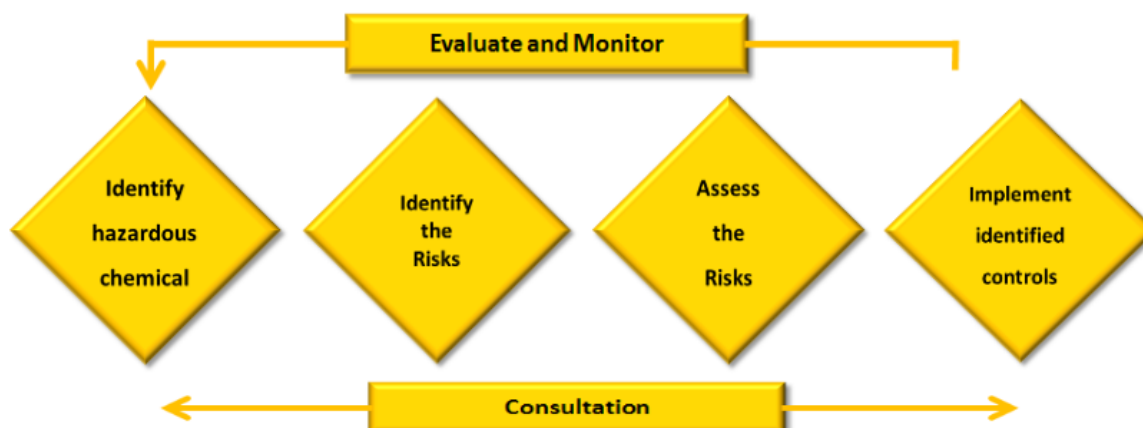 Evaluate and Monitor
Identify
hazardous
chemical
Identify
the
Risks
Assess
the
Risks
Implement
identified
controls
Consultation